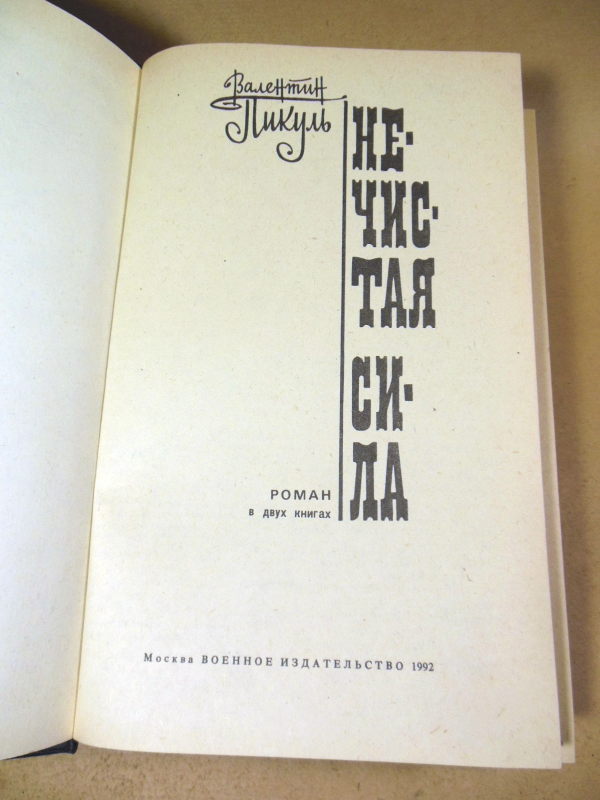 Валентин
Пикуль
НЕ-
ЧИС-
ТАЯ
СИ-
ЛА
РОМАН
в двух книгах
Москва ВОЕННОЕ ИЗДАТЕЛЬСТВО 1992